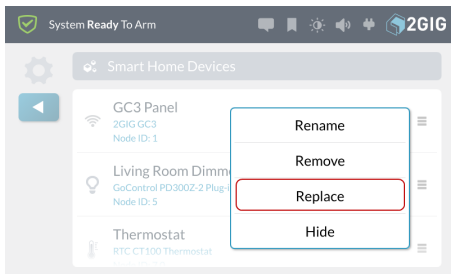 System Ready To Arm
2GIG
Smart Home Devices
GC3 Panel
2GIG GC3
Node ID: 1
Living Room Dimme
GoControl PD300Z-2 Plug-i
Node ID: 5
Thermostat
RTC CT100 Thermostat
Rename
Remove
Replace
Hide